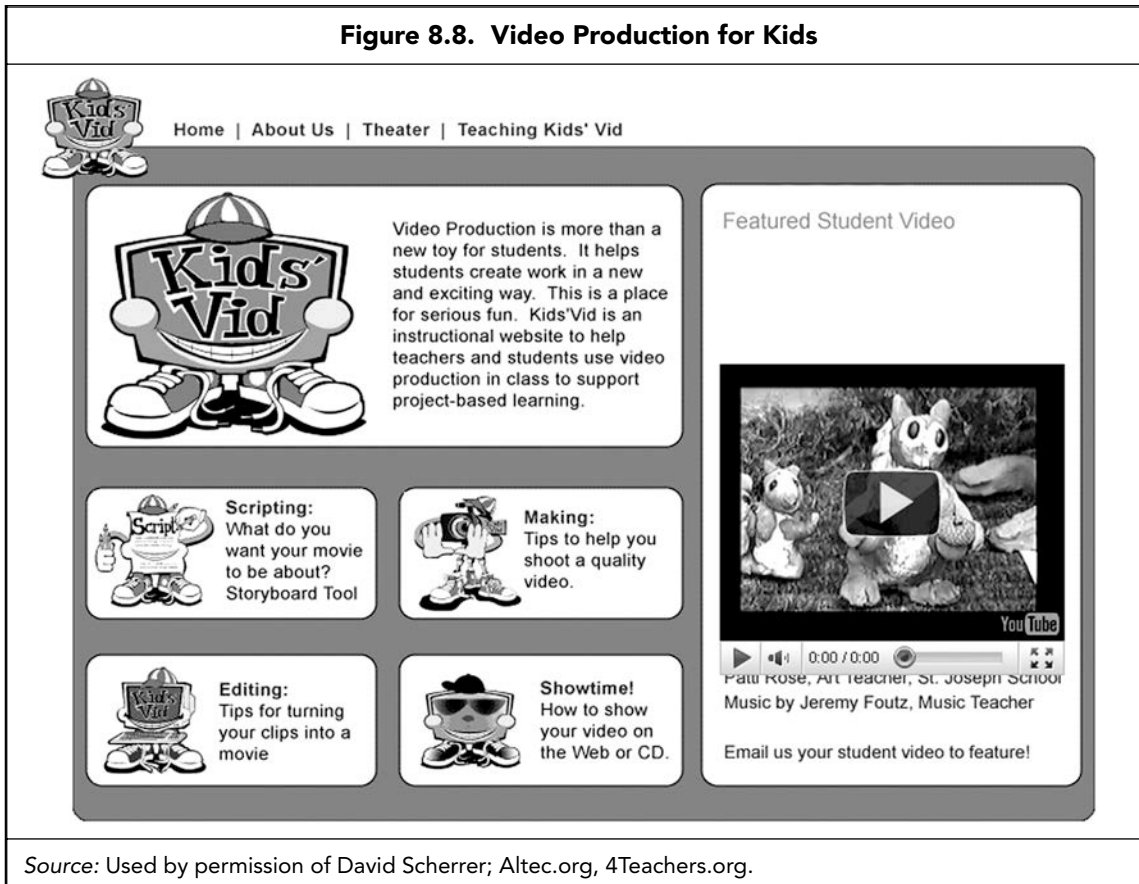 Figure 8.8. Video Production for Kids
Kids'
Vid
Home | About Us | Theater | Teaching Kids' Vid
Kids'
Vid
Video Production is more than a
new toy for students. It helps
students create work in a new
and exciting way. This is a place
for serious fun. Kids'Vid is an
instructional website to help
teachers and students use video
production in class to support
project-based learning.
Script
Scripting:
What do you
want your movie
to be about?
Storyboard Tool
Making:
Tips to help you
shoot a quality
video.
Kid's
Vid
Editing:
Tips for turning
your clips into a
movie
Showtime!
How to show
your video on
the Web or CD.
Featured Student Video
YouTube
0:00 / 0:00
Patti Rose, Art Teacher, St. Joseph School
Music by Jeremy Foutz, Music Teacher
Email us your student video to feature!
Source: Used by permission of David Scherrer; Altec.org, 4Teachers.org.